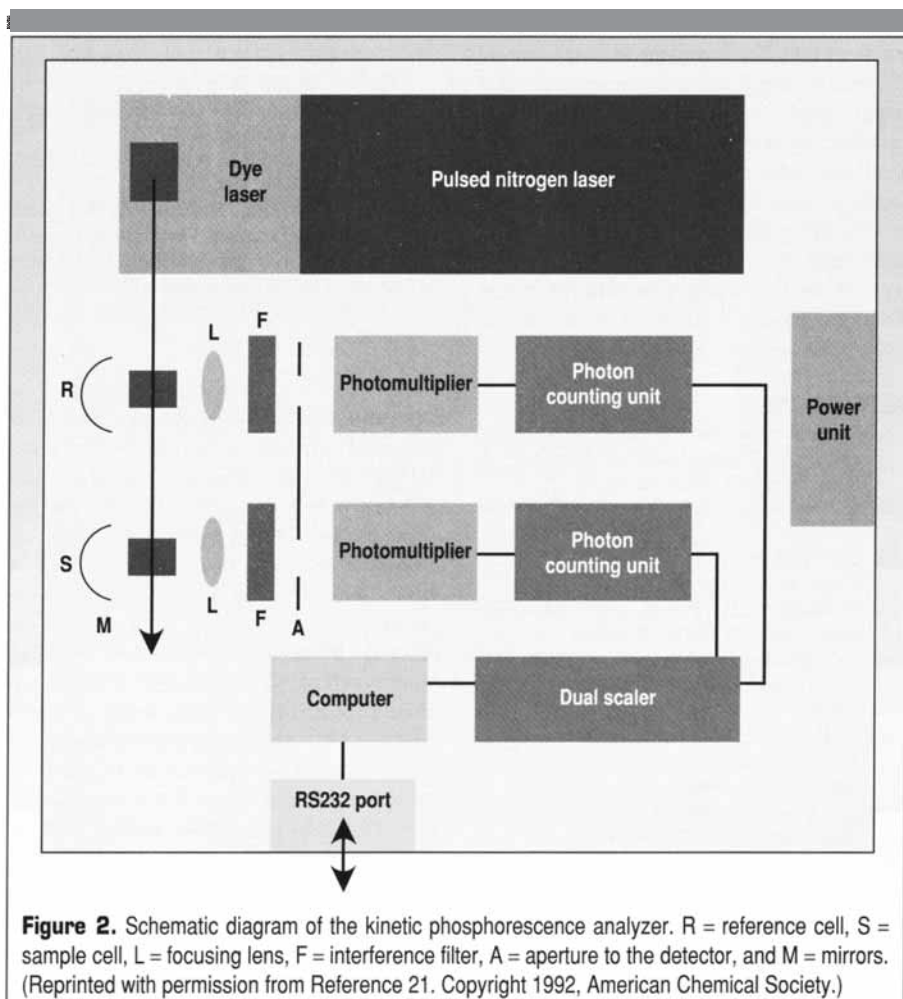 Dye
laser
Pulsed nitrogen laser
L
F
R
Photomultiplier
Photon
counting unit
Power
unit
S
Photomultiplier
Photon
counting unit
M
L
F
A
Computer
Dual scaler
RS232 port
Figure 2. Schematic diagram of the kinetic phosphorescence analyzer. R = reference cell, S =
sample cell, L = focusing lens, F = interference filter, A = aperture to the detector, and M = mirrors.
(Reprinted with permission from Reference 21. Copyright 1992, American Chemical Society.)